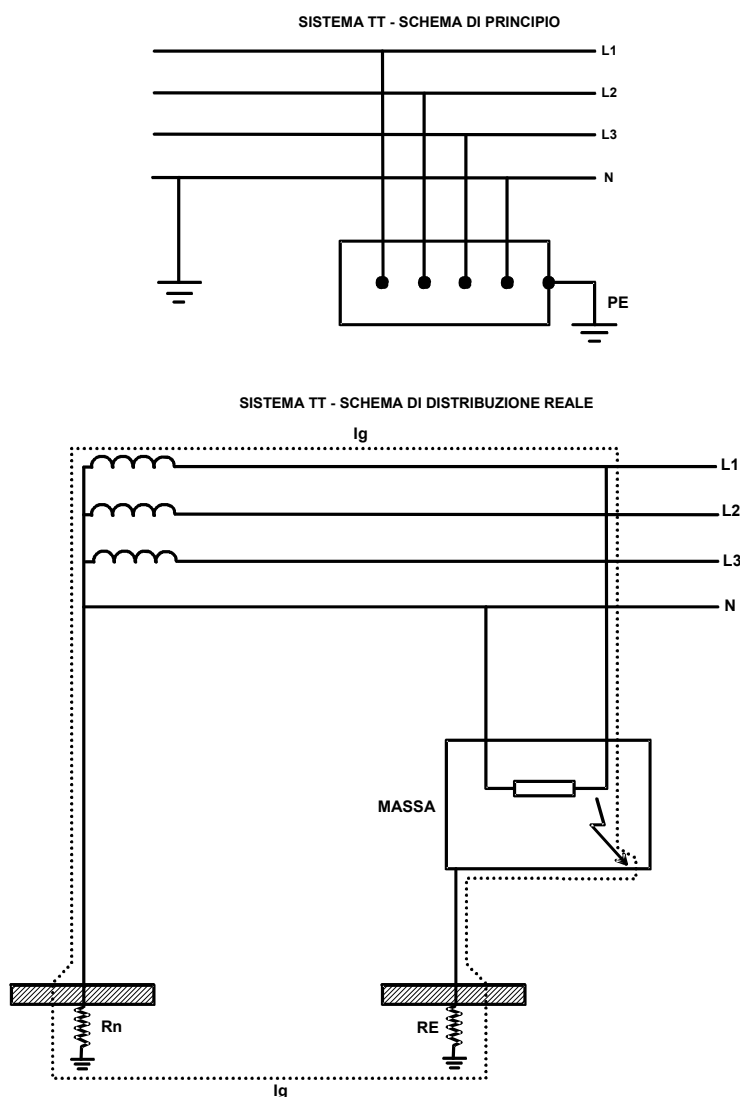 SISTEMA TT - SCHEMA DI PRINCIPIO
L1
L2
L3
N
PE
SISTEMA TT - SCHEMA DI DISTRIBUZIONE REALE
Ig
L1
L2
L3
N
MASSA
Rn
RE
Ig